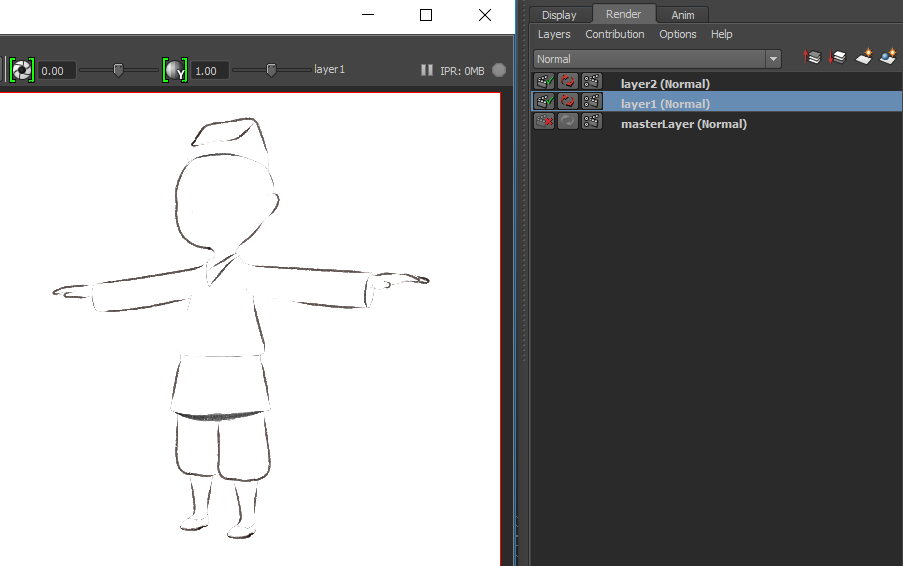 Display Render Anim
Layers Contribution Options Help
Normal
0.00 Y 1.00 layer1 IPR: 0MB
layer2 (Normal)
layer1 (Normal)
masterLayer (Normal)